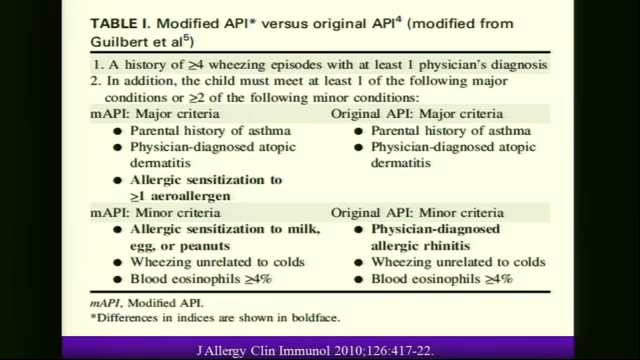 TABLE I. Modified API* versus original API4 (modified from
Guilbert et al5)
1. A history of ≥4 wheezing episodes with at least 1 physician's diagnosis
2. In addition, the child must meet at least 1 of the following major
conditions or ≥2 of the following minor conditions:
mAPI: Major criteria
● Parental history of asthma
● Physician-diagnosed atopic
dermatitis
● Allergic sensitization to
≥1 aeroallergen
Original API: Major criteria
● Parental history of asthma
● Physician-diagnosed atopic
dermatitis
mAPI: Minor criteria
● Allergic sensitization to milk,
egg, or peanuts
● Wheezing unrelated to colds
● Blood eosinophils ≥4%
Original API: Minor criteria
● Physician-diagnosed
allergic rhinitis
● Wheezing unrelated to colds
● Blood eosinophils ≥4%
mAPI, Modified API.
*Differences in indices are shown in boldface.
J Allergy Clin Immunol 2010;126:417-22.